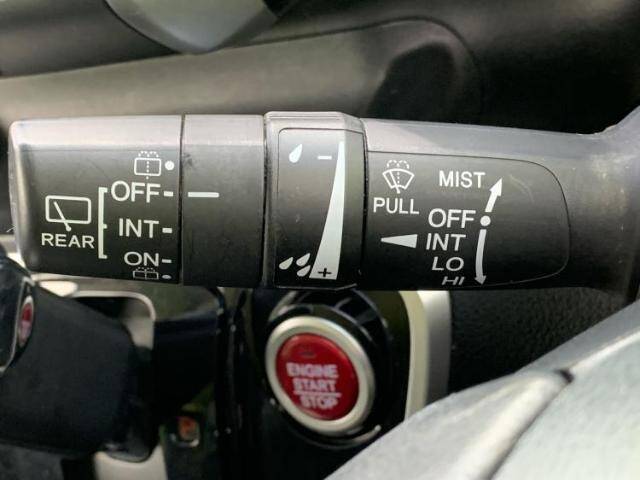 OFF
INT
ON
REAR
−
+
PULL
MIST
OFF
INT
LO
HI
ENGINE
START
STOP